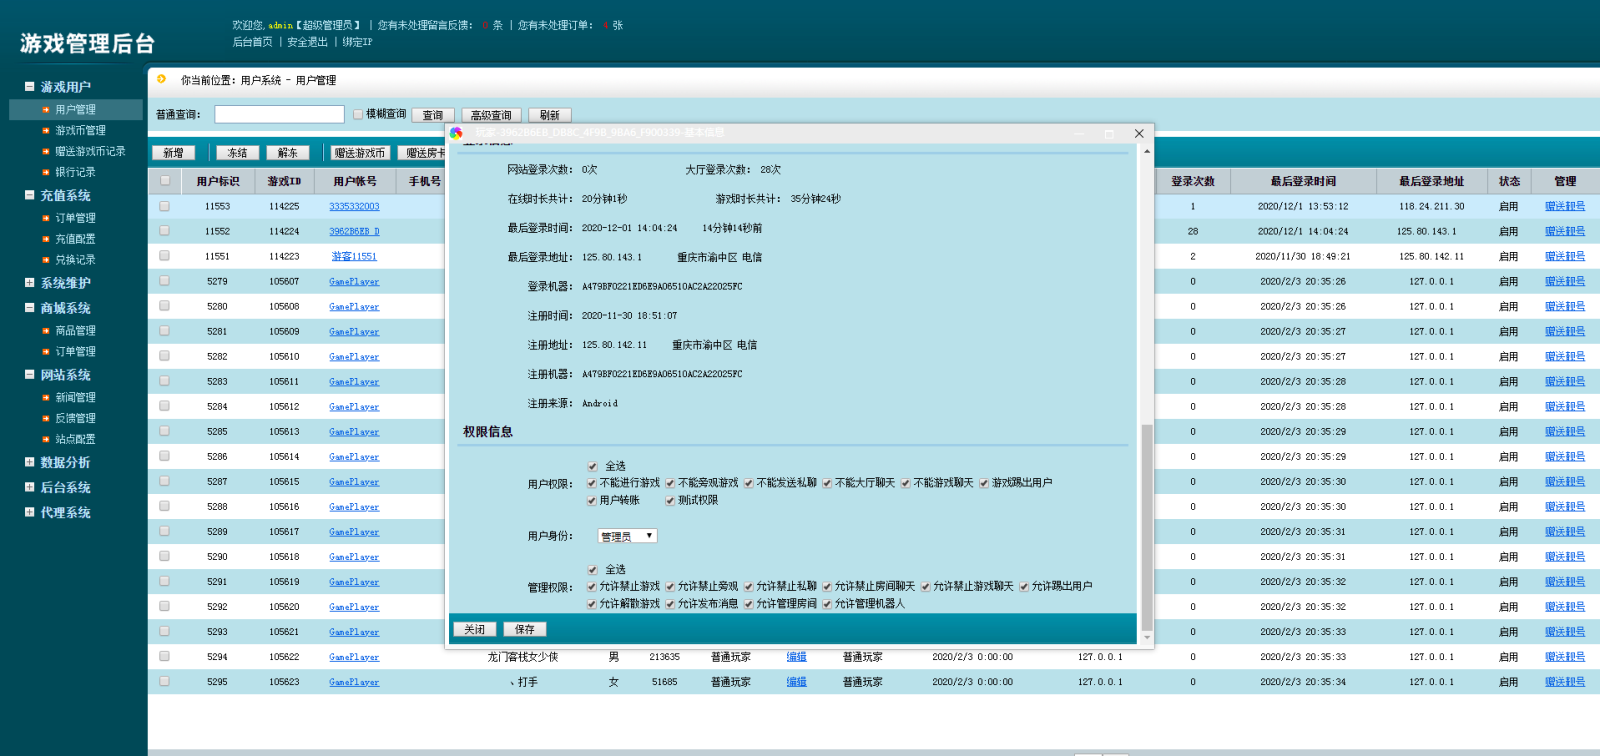 游戏管理后台
欢迎您,admin【超级管理员】 | 您有未处理留言反馈: 0 条 | 您有未处理订单: 4 张
后台首页 | 安全退出 | 绑定IP
游戏用户
用户管理
游戏币管理
赠送游戏币记录
银行记录
充值系统
订单管理
充值配置
兑换记录
系统维护
商城系统
商品管理
订单管理
网站系统
新闻管理
反馈管理
站点配置
数据分析
后台系统
代理系统
你当前位置: 用户系统 - 用户管理
普通查询: 模糊查询 查询 高级查询 刷新
新增 冻结 解冻 赠送游戏币 赠送房卡
用户标识 游戏ID 用户帐号 手机号 登录次数 最后登录时间 最后登录地址 状态 管理
11553 114225 3335332003 1 2020/12/1 13:53:12 118.24.211.30 启用 赠送靓号
11552 114224 3962B6EB_D 28 2020/12/1 14:04:24 125.80.143.1 启用 赠送靓号
11551 114223 游客11551 2 2020/11/30 18:49:21 125.80.142.11 启用 赠送靓号
5279 105607 GamePlayer 0 2020/2/3 20:35:26 127.0.0.1 启用 赠送靓号
5280 105608 GamePlayer 0 2020/2/3 20:35:26 127.0.0.1 启用 赠送靓号
5281 105609 GamePlayer 0 2020/2/3 20:35:27 127.0.0.1 启用 赠送靓号
5282 105610 GamePlayer 0 2020/2/3 20:35:27 127.0.0.1 启用 赠送靓号
5283 105611 GamePlayer 0 2020/2/3 20:35:28 127.0.0.1 启用 赠送靓号
5284 105612 GamePlayer 0 2020/2/3 20:35:28 127.0.0.1 启用 赠送靓号
5285 105613 GamePlayer 0 2020/2/3 20:35:29 127.0.0.1 启用 赠送靓号
5286 105614 GamePlayer 0 2020/2/3 20:35:29 127.0.0.1 启用 赠送靓号
5287 105615 GamePlayer 0 2020/2/3 20:35:30 127.0.0.1 启用 赠送靓号
5288 105616 GamePlayer 0 2020/2/3 20:35:30 127.0.0.1 启用 赠送靓号
5289 105617 GamePlayer 0 2020/2/3 20:35:31 127.0.0.1 启用 赠送靓号
5290 105618 GamePlayer 0 2020/2/3 20:35:31 127.0.0.1 启用 赠送靓号
5291 105619 GamePlayer 0 2020/2/3 20:35:32 127.0.0.1 启用 赠送靓号
5292 105620 GamePlayer 0 2020/2/3 20:35:32 127.0.0.1 启用 赠送靓号
5293 105621 GamePlayer 0 2020/2/3 20:35:33 127.0.0.1 启用 赠送靓号
5294 105622 GamePlayer 龙门客栈女少侠 男 213635 普通玩家 编辑 普通玩家 2020/2/3 0:00:00 127.0.0.1 0 2020/2/3 20:35:33 127.0.0.1 启用 赠送靓号
5295 105623 GamePlayer 、打手 女 51685 普通玩家 编辑 普通玩家 2020/2/3 0:00:00 127.0.0.1 0 2020/2/3 20:35:34 127.0.0.1 启用 赠送靓号
玩家-3962B6EB_DB8C_4F9B_9BA6_F900339-基本信息
网站登录次数: 0次 大厅登录次数: 28次
在线时长共计: 20分钟1秒 游戏时长共计: 35分钟24秒
最后登录时间: 2020-12-01 14:04:24 14分钟14秒前
最后登录地址: 125.80.143.1 重庆市渝中区 电信
登录机器: A479BF0221ED6E9A06510AC2A22025FC
注册时间: 2020-11-30 18:51:07
注册地址: 125.80.142.11 重庆市渝中区 电信
注册机器: A479BF0221ED6E9A06510AC2A22025FC
注册来源: Android
权限信息
全选
用户权限: 不能进行游戏 不能旁观游戏 不能发送私聊 不能大厅聊天 不能游戏聊天 游戏踢出用户
用户转账 测试权限
用户身份: 管理员
全选
管理权限: 允许禁止游戏 允许禁止旁观 允许禁止私聊 允许禁止房间聊天 允许禁止游戏聊天 允许踢出用户
允许解散游戏 允许发布消息 允许管理房间 允许管理机器人
关闭 保存